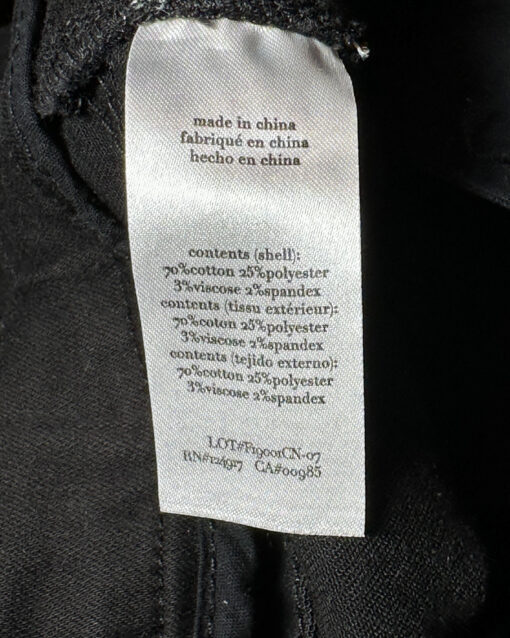 made in china
fabriqué en china
hecho en china
contents (shell):
70%cotton 25%polyester
3%viscose 2%spandex
contents (tissu extérieur):
70%coton 25%polyester
3%viscose 2%spandex
contents (tejido externo):
70%cotton 25%polyester
3%viscose 2%spandex
LOT#F19001CN-07
RN#124917 CA#00985